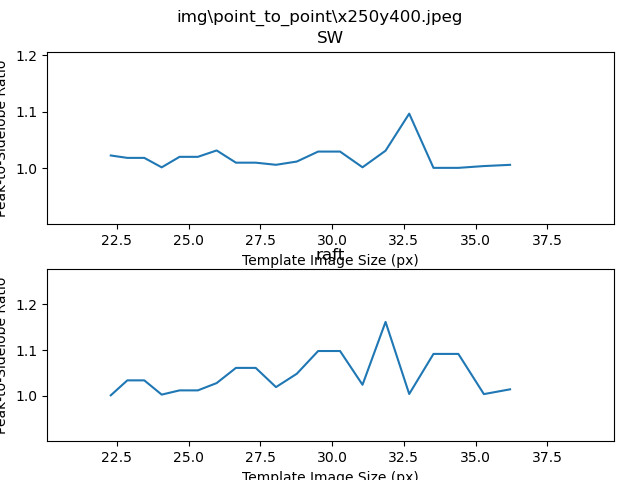 img\point_to_point\x250y400.jpeg
SW
Peak-to-Sidelobe Ratio
1.2
1.1
1.0
22.5 25.0 27.5 30.0 32.5 35.0 37.5
Template Image Size (px)
raft
Peak-to-Sidelobe Ratio
1.2
1.1
1.0
22.5 25.0 27.5 30.0 32.5 35.0 37.5
Template Image Size (px)